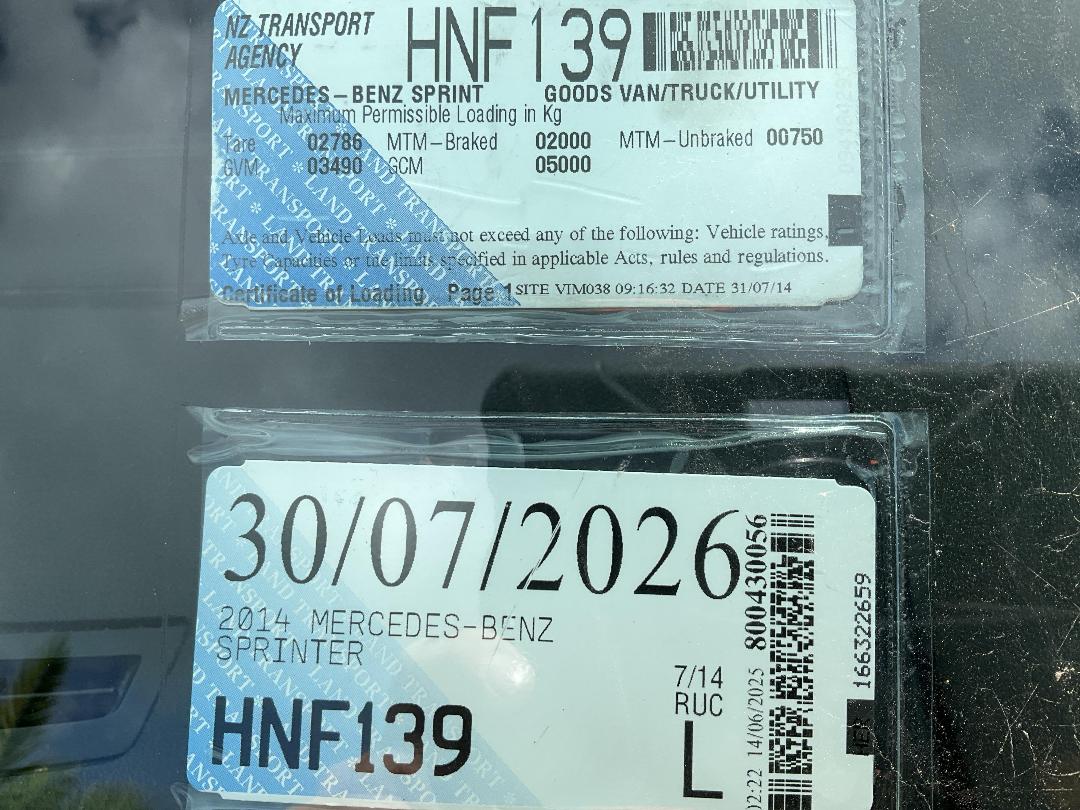 NZ TRANSPORT AGENCY HNF139
MERCEDES-BENZ SPRINT GOODS VAN/TRUCK/UTILITY
Maximum Permissible Loading in Kg
Tare 02786 MTM-Braked 02000 MTM-Unbraked 00750
GVM 03490 GCM 05000
Axle and Vehicle Loads must not exceed any of the following: Vehicle ratings,
Tyre Capacities or the limits specified in applicable Acts, rules and regulations.
Certificate of Loading Page 1 SITE VIM038 09:16:32 DATE 31/07/14
30/07/2026
2014 MERCEDES-BENZ
SPRINTER
HNF139
7/14
RUC
L
800430056
14/06/2025
166322659